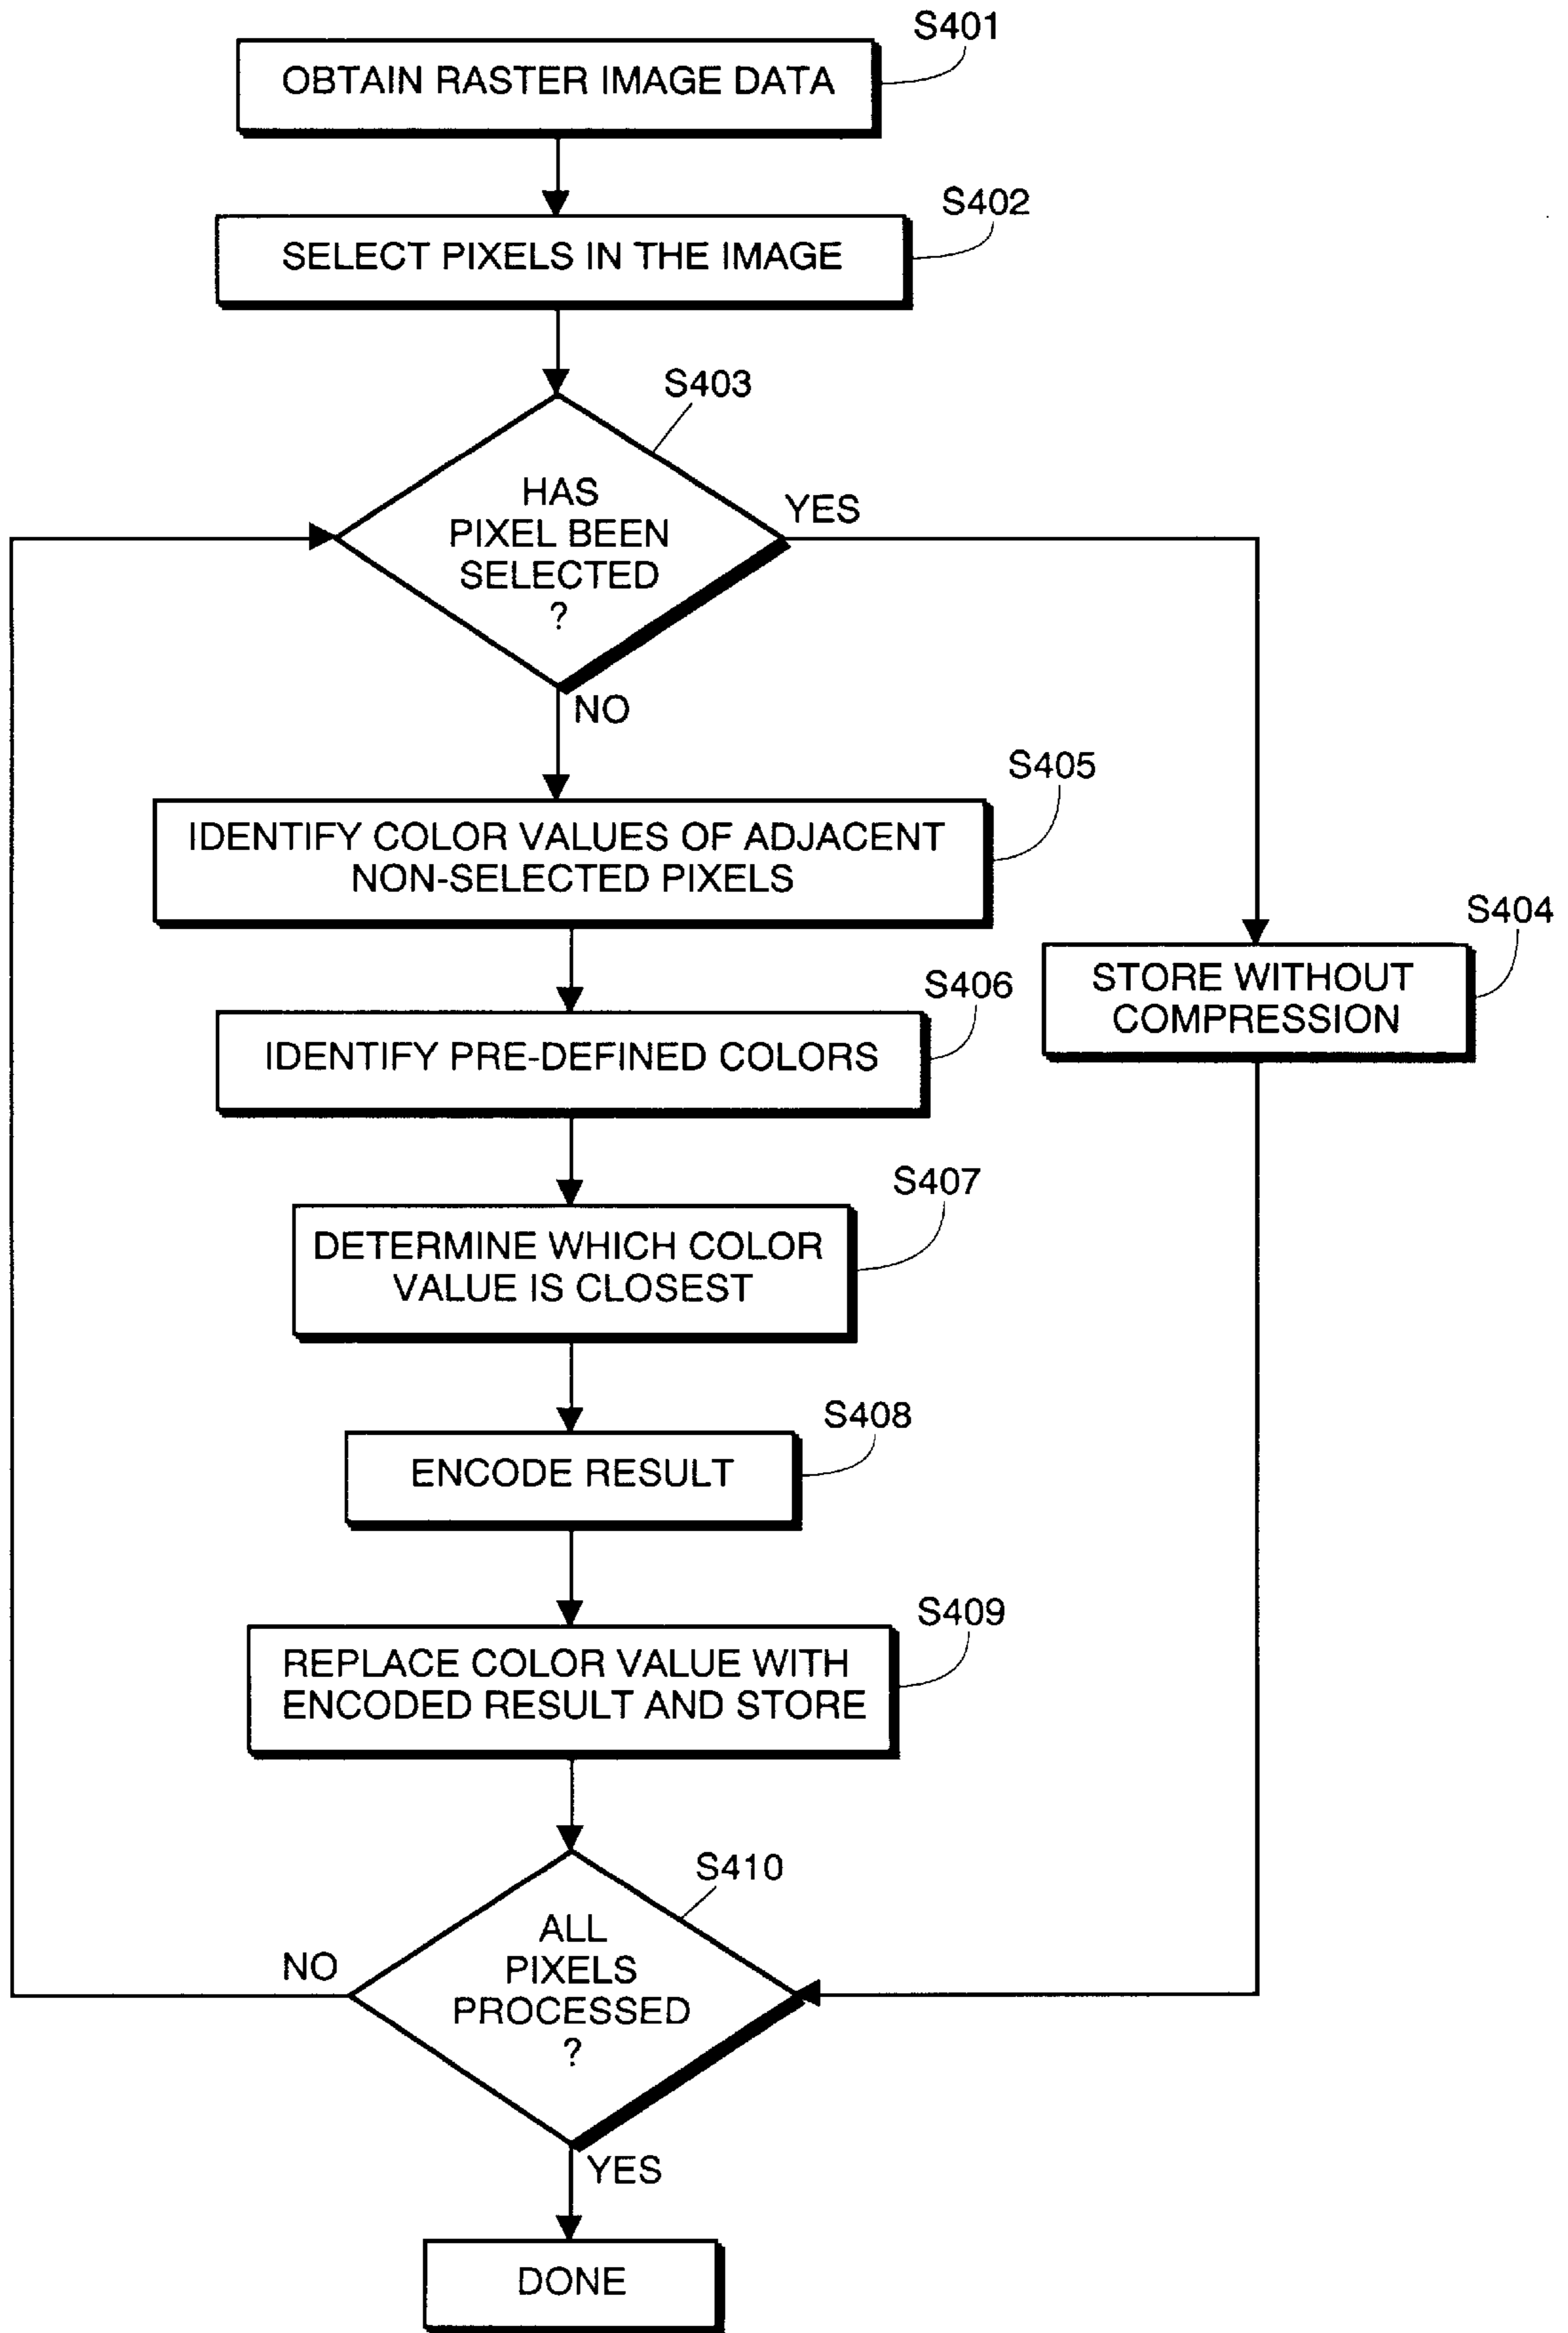 S401
OBTAIN RASTER IMAGE DATA
S402
SELECT PIXELS IN THE IMAGE
S403
HAS
PIXEL BEEN
SELECTED
?
YES
NO
S405
IDENTIFY COLOR VALUES OF ADJACENT
NON-SELECTED PIXELS
S404
STORE WITHOUT
COMPRESSION
S406
IDENTIFY PRE-DEFINED COLORS
S407
DETERMINE WHICH COLOR
VALUE IS CLOSEST
S408
ENCODE RESULT
S409
REPLACE COLOR VALUE WITH
ENCODED RESULT AND STORE
S410
ALL
PIXELS
PROCESSED
?
NO
YES
DONE